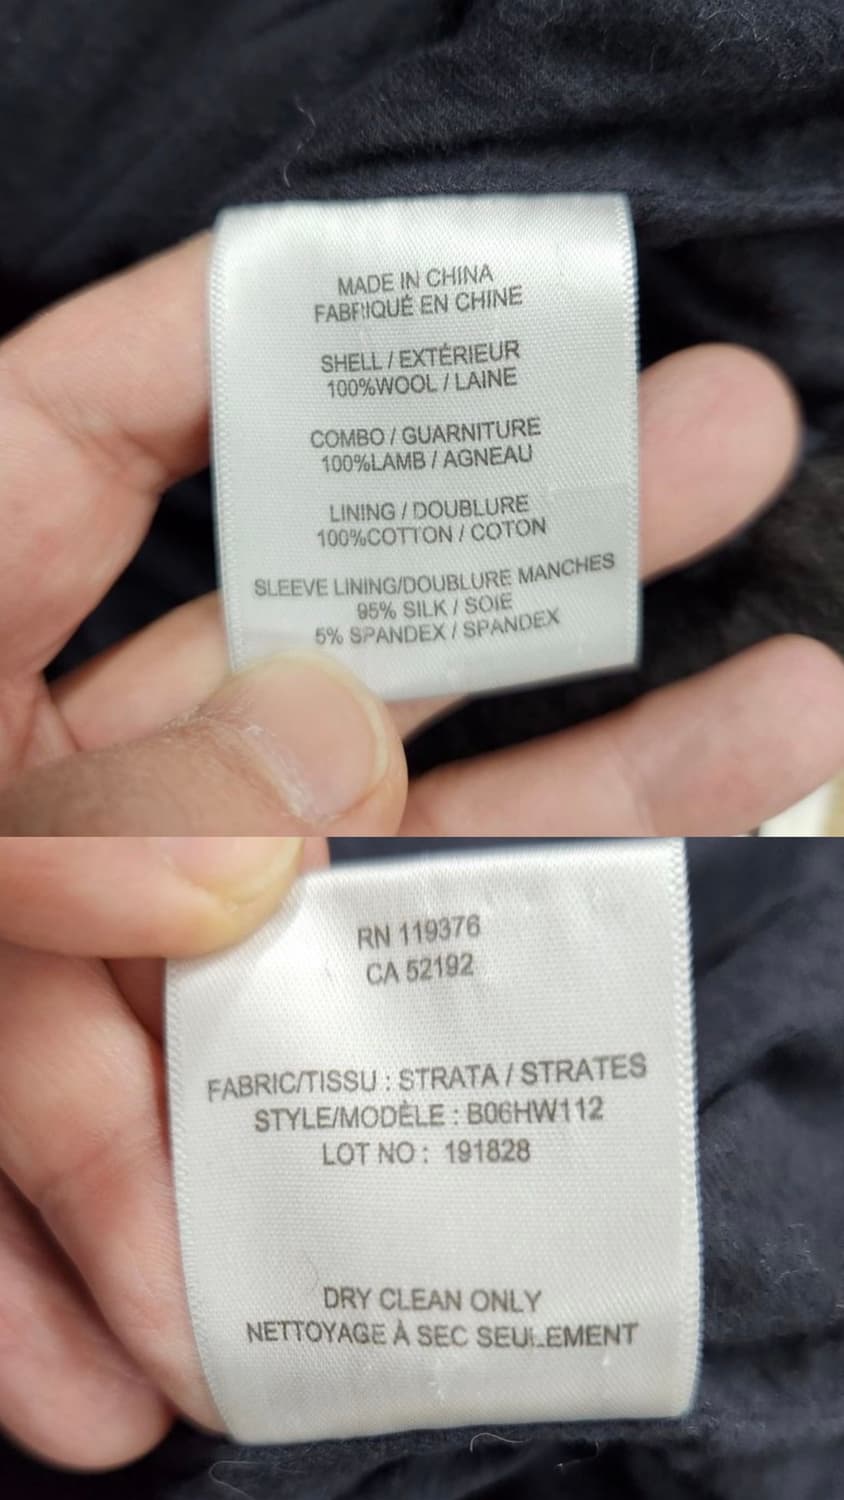 MADE IN CHINA
FABRIQUÉ EN CHINE
SHELL / EXTÉRIEUR
100%WOOL / LAINE
COMBO / GUARNITURE
100%LAMB / AGNEAU
LINING / DOUBLURE
100%COTTON / COTON
SLEEVE LINING/DOUBLURE MANCHES
95% SILK / SOIE
5% SPANDEX / SPANDEX
RN 119376
CA 52192
FABRIC/TISSU : STRATA / STRATES
STYLE/MODÈLE : B06HW112
LOT NO : 191828
DRY CLEAN ONLY
NETTOYAGE À SEC SEULEMENT